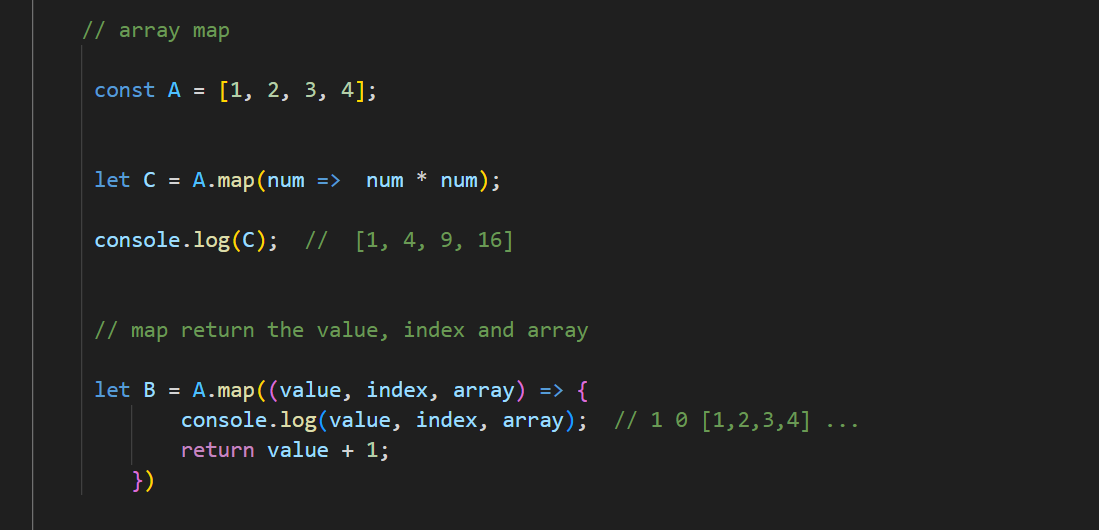 // array map
const A = [1, 2, 3, 4];
let C = A.map(num =>  num * num);
console.log(C);  //  [1, 4, 9, 16]
// map return the value, index and array
let B = A.map((value, index, array) => {
console.log(value, index, array);  // 1 0 [1,2,3,4] ...
return value + 1;
})